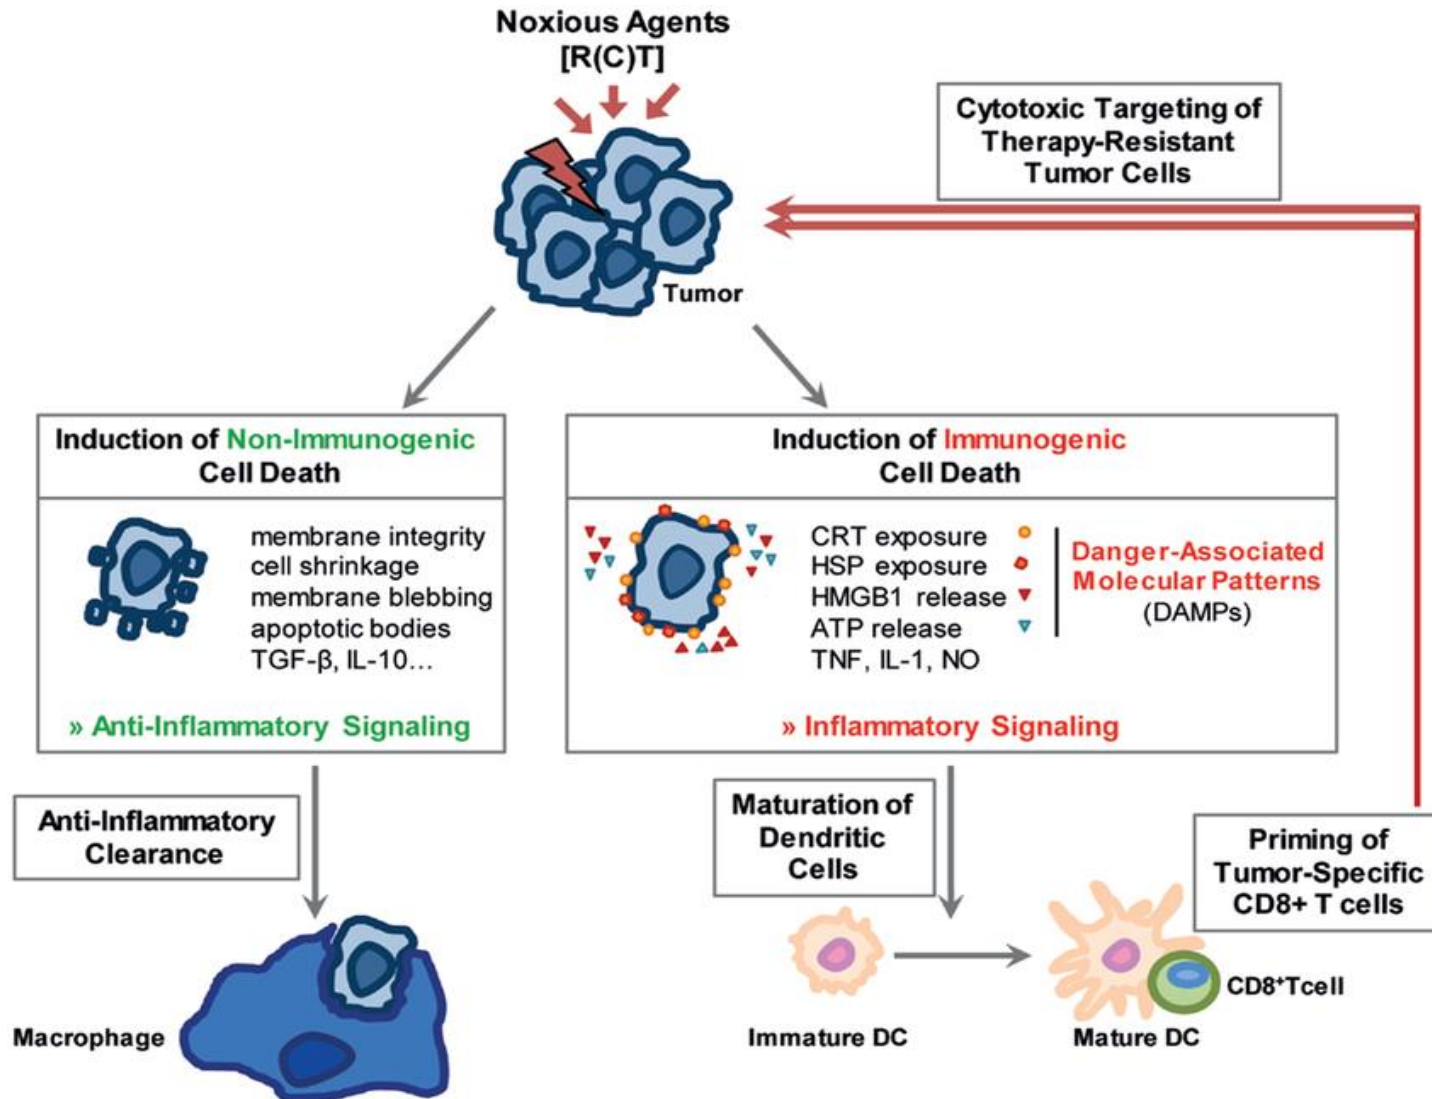 Noxious Agents
[R(C)T]
Cytotoxic Targeting of
Therapy-Resistant
Tumor Cells
Tumor
Induction of Non-Immunogenic
Cell Death
membrane integrity
cell shrinkage
membrane blebbing
apoptotic bodies
TGF-β, IL-10...
» Anti-Inflammatory Signaling
Induction of Immunogenic
Cell Death
CRT exposure
HSP exposure
HMGB1 release
ATP release
TNF, IL-1, NO
Danger-Associated
Molecular Patterns
(DAMPs)
» Inflammatory Signaling
Anti-Inflammatory
Clearance
Maturation of
Dendritic
Cells
Priming of
Tumor-Specific
CD8+ T cells
Macrophage
Immature DC
Mature DC
CD8⁺Tcell